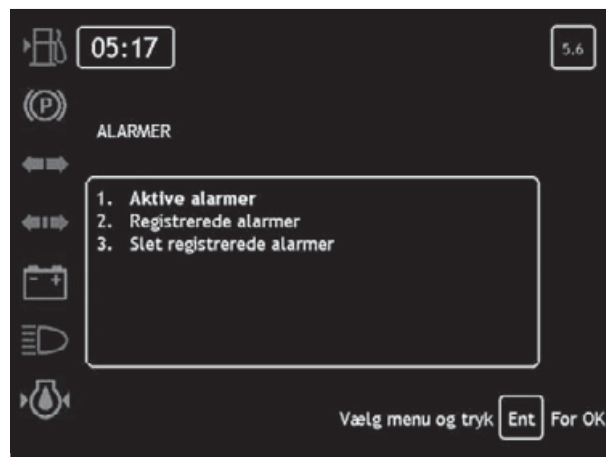 05:17
5.6
ALARMER
1. Aktive alarmer
2. Registrerede alarmer
3. Slet registrerede alarmer
Vælg menu og tryk Ent For OK